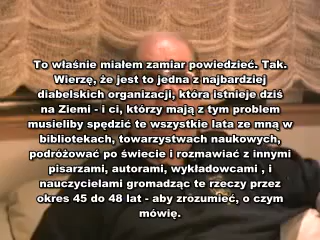 To właśnie miałem zamiar powiedzieć. Tak.
Wierzę, że jest to jedna z najbardziej
diabelskich organizacji, która istnieje dziś
na Ziemi - i ci, którzy mają z tym problem
musieliby spędzić te wszystkie lata ze mną w
bibliotekach, towarzystwach naukowych,
podróżować po świecie i rozmawiać z innymi
pisarzami, autorami, wykładowcami , i
nauczycielami gromadząc te rzeczy przez
okres 45 do 48 lat - aby zrozumieć, o czym
mówię.